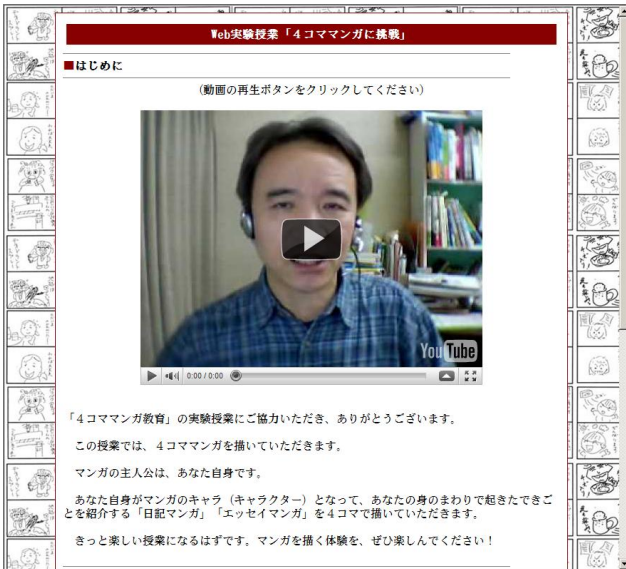 Web実験授業「４コママンガに挑戦」
■はじめに
（動画の再生ボタンをクリックしてください）
YouTube
0:00 / 0:00
「４コママンガ教育」の実験授業にご協力いただき、ありがとうございます。
この授業では、４コママンガを描いていただきます。
マンガの主人公は、あなた自身です。
あなた自身がマンガのキャラ（キャラクター）となって、あなたの身のまわりで起きたできご
とを紹介する「日記マンガ」「エッセイマンガ」を４コマで描いていただきます。
きっと楽しい授業になるはずです。マンガを描く体験を、ぜひ楽しんでください！